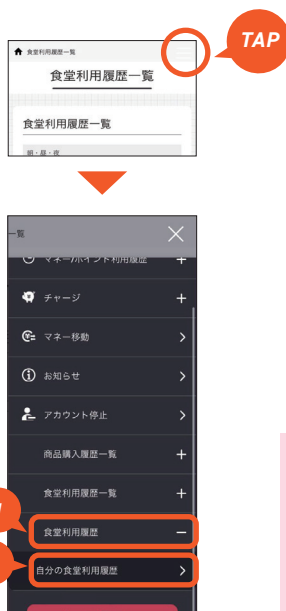 食堂利用履歴一覧
TAP
食堂利用履歴一覧
食堂利用履歴一覧
朝・昼・夜
一覧
マネー/ポイント利用履歴
チャージ
マネー移動
お知らせ
アカウント停止
商品購入履歴一覧
食堂利用履歴一覧
食堂利用履歴
自分の食堂利用履歴